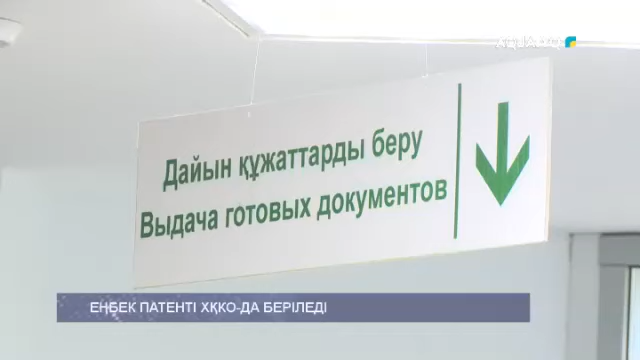 Дайын құжаттарды беру
Выдача готовых документов
ЕҢБЕК ПАТЕНТІ ХҚКО-ДА БЕРІЛЕДІ